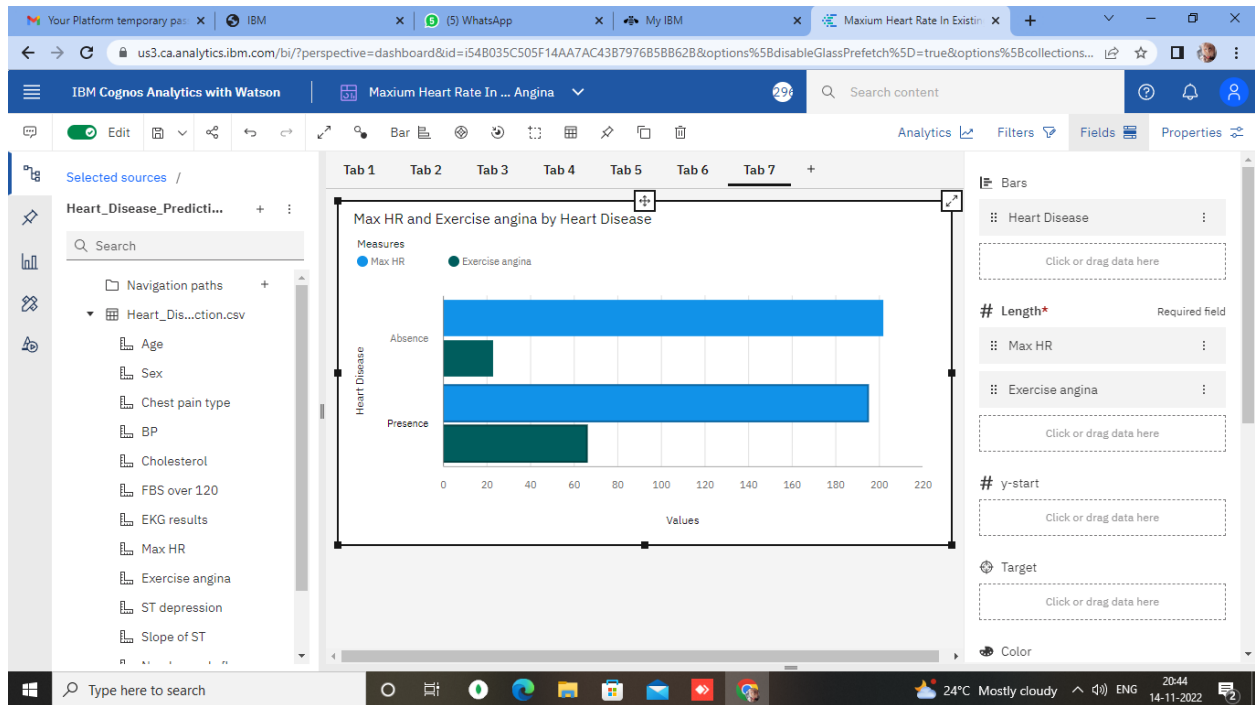 Your Platform temporary pas
IBM
(5) WhatsApp
My IBM
Maxium Heart Rate In Existin
us3.ca.analytics.ibm.com/bi/?perspective=dashboard&id=i54B035C505F14AA7AC43B7976B5BB62B&options%5BdisableGlassPrefetch%5D=true&options%5Bcollections...
IBM Cognos Analytics with Watson
Maxium Heart Rate In ... Angina
296
Search content
Edit
Bar
Analytics
Filters
Fields
Properties
Selected sources /
Heart_Disease_Predicti...
Search
Navigation paths
Heart_Dis...ction.csv
Age
Sex
Chest pain type
BP
Cholesterol
FBS over 120
EKG results
Max HR
Exercise angina
ST depression
Slope of ST
Tab 1
Tab 2
Tab 3
Tab 4
Tab 5
Tab 6
Tab 7
Max HR and Exercise angina by Heart Disease
Measures
Max HR
Exercise angina
Heart Disease
Absence
Presence
0 20 40 60 80 100 120 140 160 180 200 220
Values
Bars
Heart Disease
Click or drag data here
# Length*
Required field
Max HR
Exercise angina
Click or drag data here
# y-start
Click or drag data here
Target
Click or drag data here
Color
Type here to search
24°C Mostly cloudy
ENG
20:44
14-11-2022
2